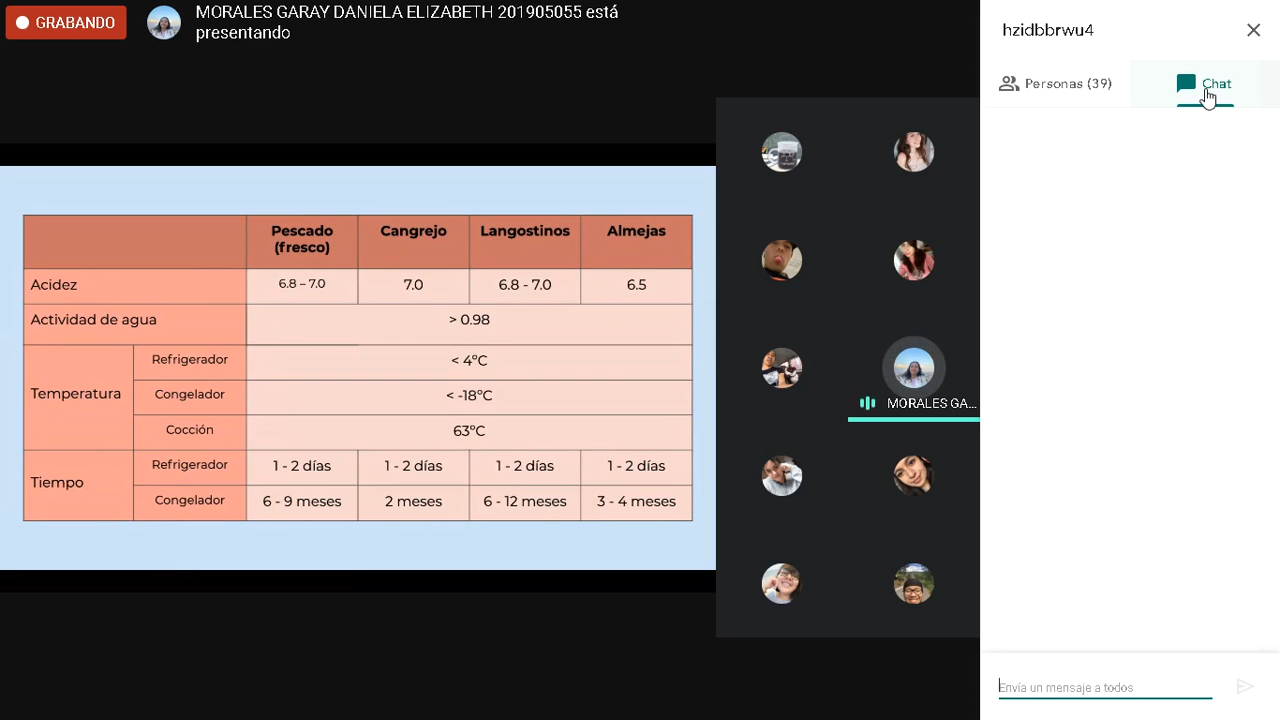 GRABANDO
MORALES GARAY DANIELA ELIZABETH 201905055 está
presentando
hzidbbrwu4
Personas (39)
Chat
Pescado
(fresco)
Cangrejo
Langostinos
Almejas
Acidez
6.8 – 7.0
7.0
6.8 - 7.0
6.5
Actividad de agua
> 0.98
Temperatura
Refrigerador
< 4°C
Congelador
< -18°C
Cocción
63°C
Tiempo
Refrigerador
1 - 2 días
1 - 2 días
1 - 2 días
1 - 2 días
Congelador
6 - 9 meses
2 meses
6 - 12 meses
3 - 4 meses
MORALES GA...
Envía un mensaje a todos